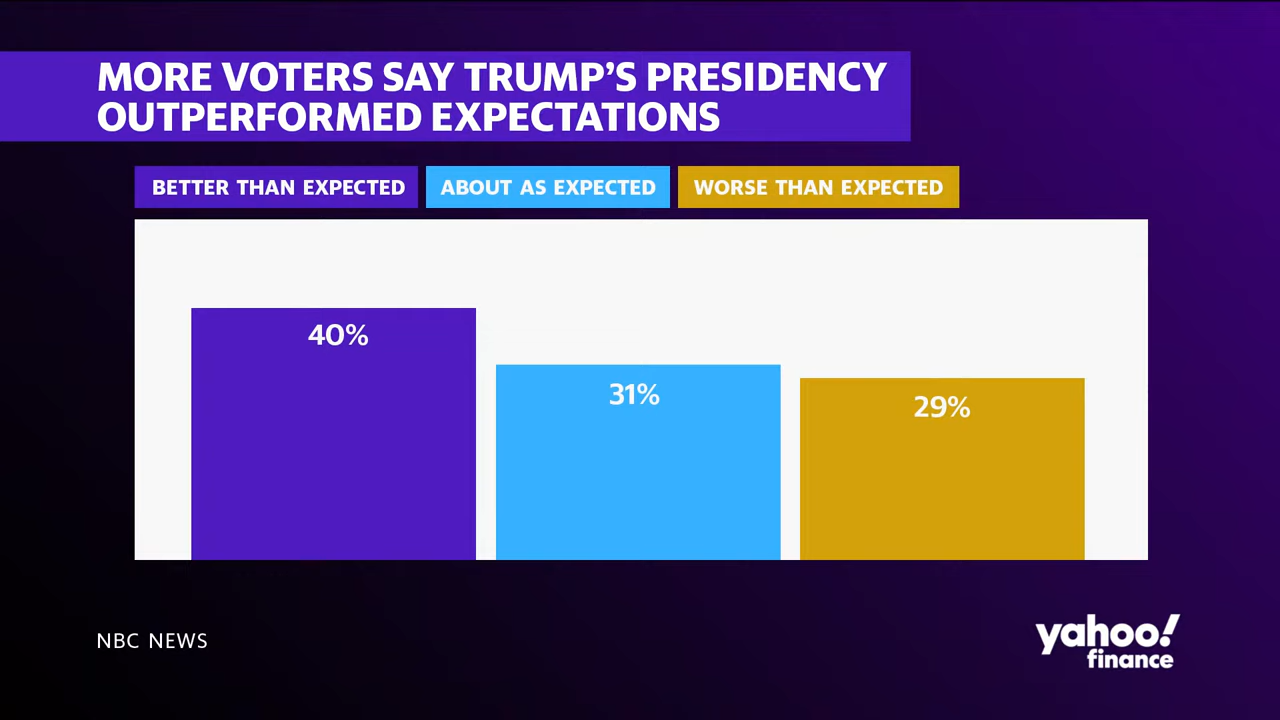 MORE VOTERS SAY TRUMP’S PRESIDENCY
OUTPERFORMED EXPECTATIONS
BETTER THAN EXPECTED
ABOUT AS EXPECTED
WORSE THAN EXPECTED
40%
31%
29%
NBC NEWS
yahoo!
finance